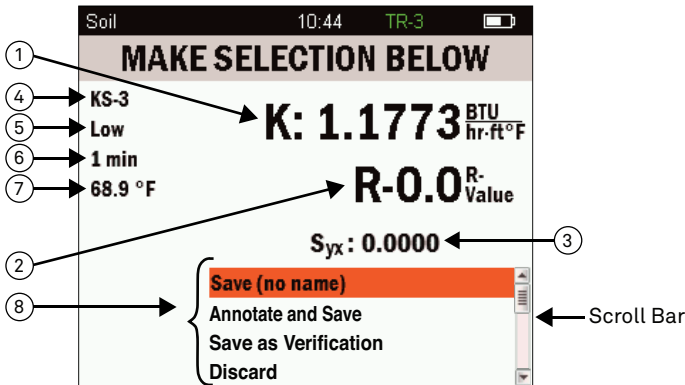 Soil 10:44 TR-3
MAKE SELECTION BELOW
1
4 KS-3
K: 1.1773 BTU
hr·ft°F
5 Low
6 1 min
7 68.9 °F
R-0.0 R-
Value
2
Syx: 0.0000 3
8
Save (no name)
Annotate and Save
Save as Verification
Discard
Scroll Bar